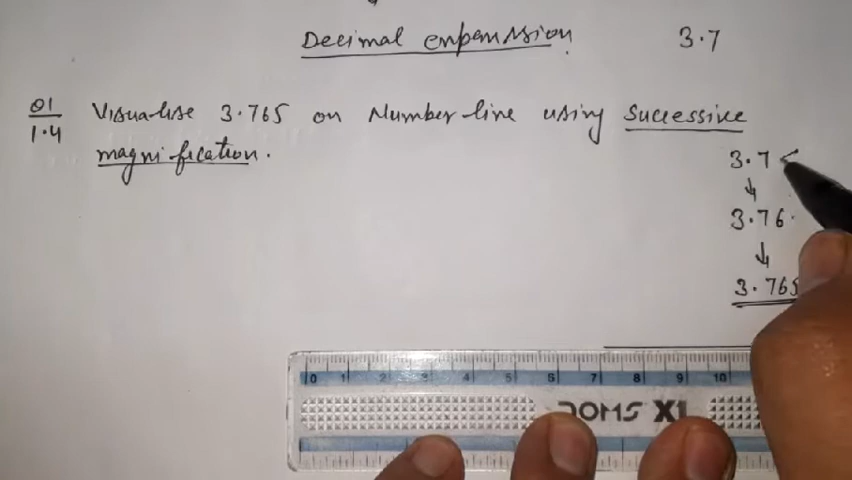 Decimal expansion. 3.7
Q1 Visualise 3.765 on Number line using Successive
1.4 magnification.
3.7
3.76
3.765
0 1 2 3 4 5 6 7 8 9 10
DOMS X1